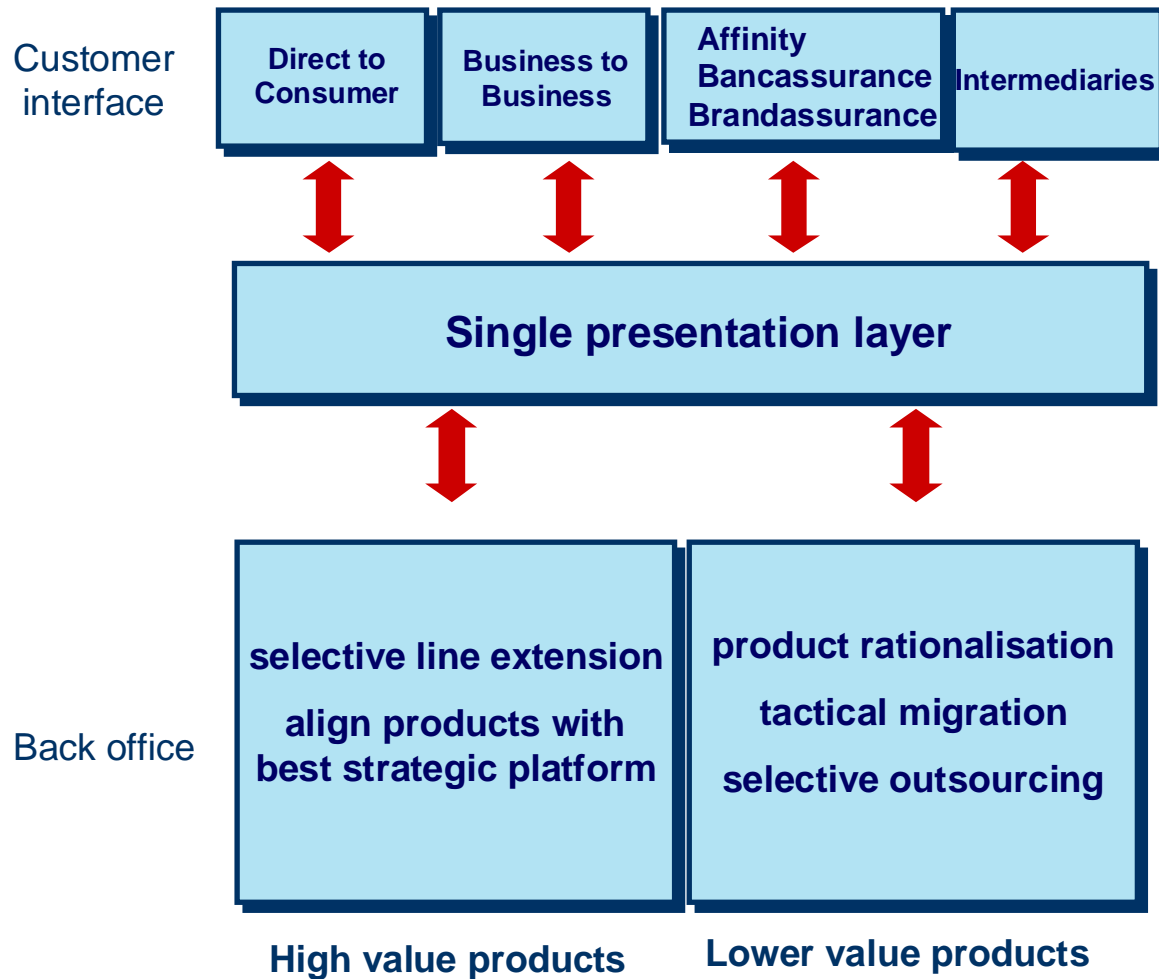 Customer
interface
Direct to
Consumer
Business to
Business
Affinity
Bancassurance
Brandassurance
Intermediaries
Single presentation layer
Back office
selective line extension
align products with
best strategic platform
product rationalisation
tactical migration
selective outsourcing
High value products
Lower value products